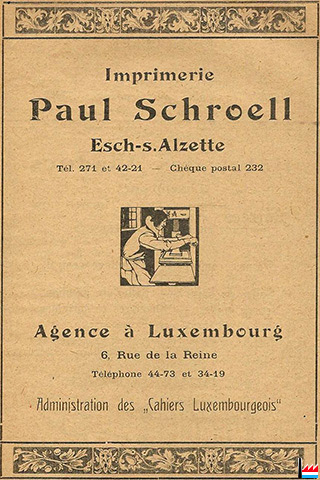 Imprimerie
Paul Schroell
Esch-s.Alzette
Tél. 271 et 42-21 — Chèque postal 232
Agence à Luxembourg
6, Rue de la Reine
Téléphone 44-73 et 34-19
Administration des „Cahiers Luxembourgeois"